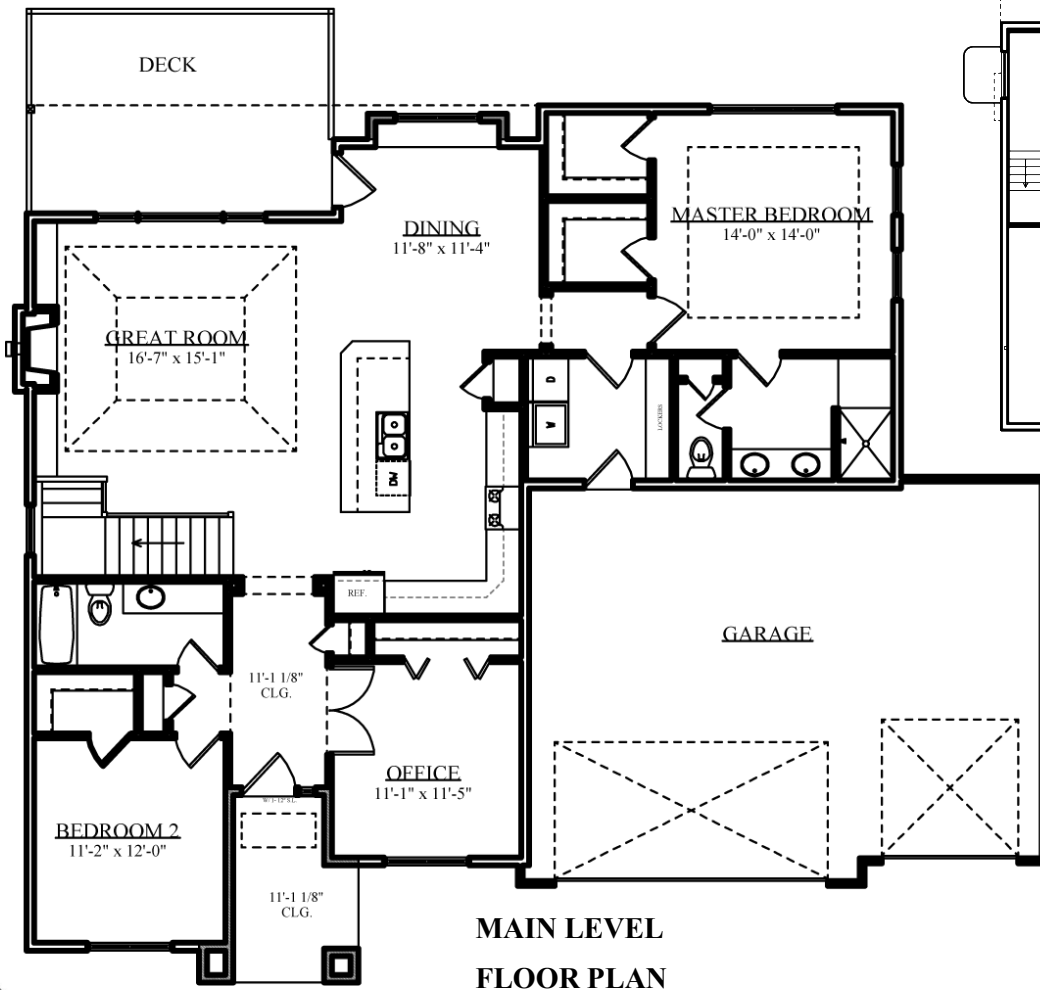 DECK
DINING
11'-8" x 11'-4"
MASTER BEDROOM
14'-0" x 14'-0"
GREAT ROOM
16'-7" x 15'-1"
D
W
LOCKERS
DW
REF.
GARAGE
11'-1 1/8"
CLG.
OFFICE
11'-1" x 11'-5"
W/ 1-12" S.L.
BEDROOM 2
11'-2" x 12'-0"
11'-1 1/8"
CLG.
MAIN LEVEL
FLOOR PLAN